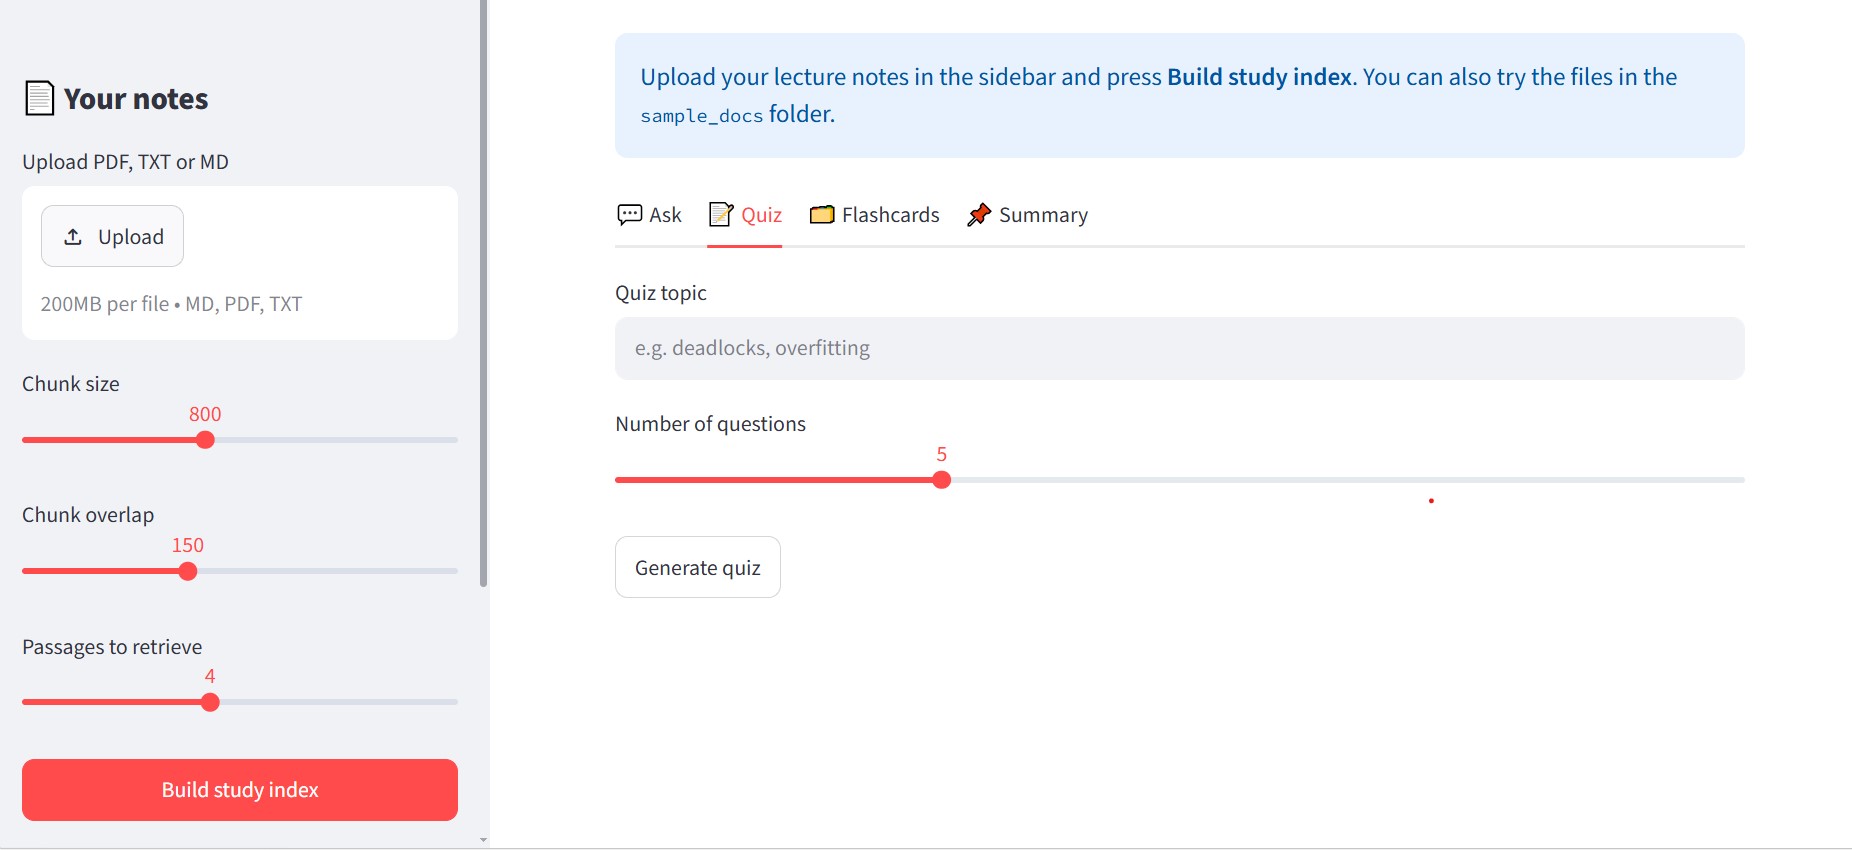 Your notes
Upload PDF, TXT or MD
Upload
200MB per file • MD, PDF, TXT
Chunk size
800
Chunk overlap
150
Passages to retrieve
4
Build study index
Upload your lecture notes in the sidebar and press Build study index. You can also try the files in the
sample_docs folder.
Ask Quiz Flashcards Summary
Quiz topic
e.g. deadlocks, overfitting
Number of questions
5
Generate quiz